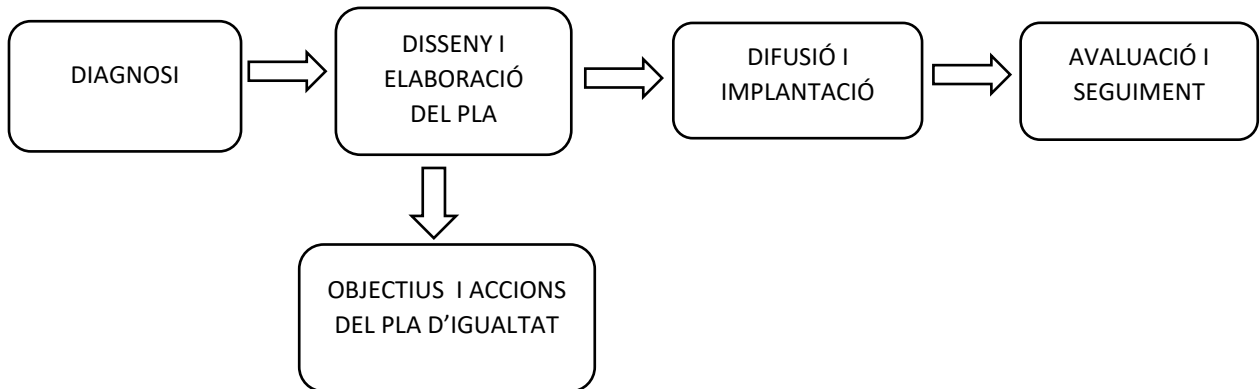 DIAGNOSI
DISSENY I
ELABORACIÓ
DEL PLA
DIFUSIÓ I
IMPLANTACIÓ
AVALUACIÓ I
SEGUIMENT
OBJECTIUS I ACCIONS
DEL PLA D'IGUALTAT